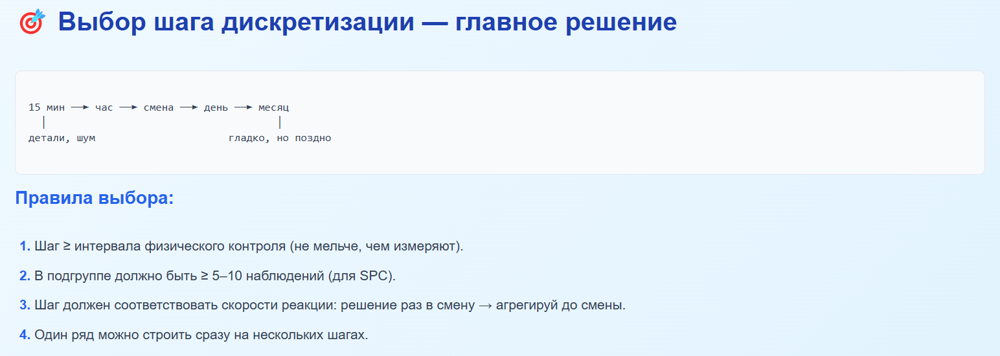 Выбор шага дискретизации — главное решение
15 мин ──► час ──► смена ──► день ──► месяц
│ │
детали, шум гладко, но поздно
Правила выбора:
1. Шаг ≥ интервала физического контроля (не мельче, чем измеряют).
2. В подгруппе должно быть ≥ 5–10 наблюдений (для SPC).
3. Шаг должен соответствовать скорости реакции: решение раз в смену → агрегируй до смены.
4. Один ряд можно строить сразу на нескольких шагах.